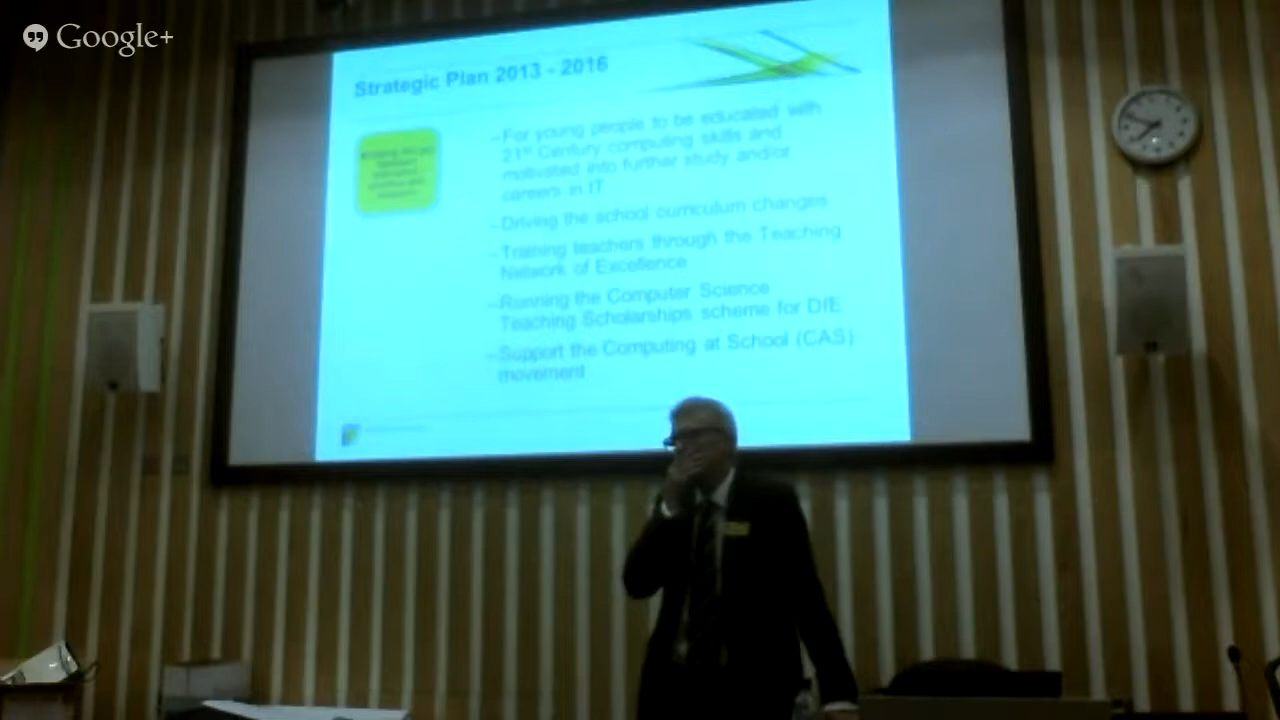 Google+
Strategic Plan 2013 - 2016
–For young people to be educated with
21st Century computing skills and
motivated into further study and/or
careers in IT
–Driving the school curriculum changes
–Training teachers through the Teaching
Network of Excellence
–Running the Computer Science
Teaching Scholarships scheme for DfE
–Support the Computing at School (CAS)
movement